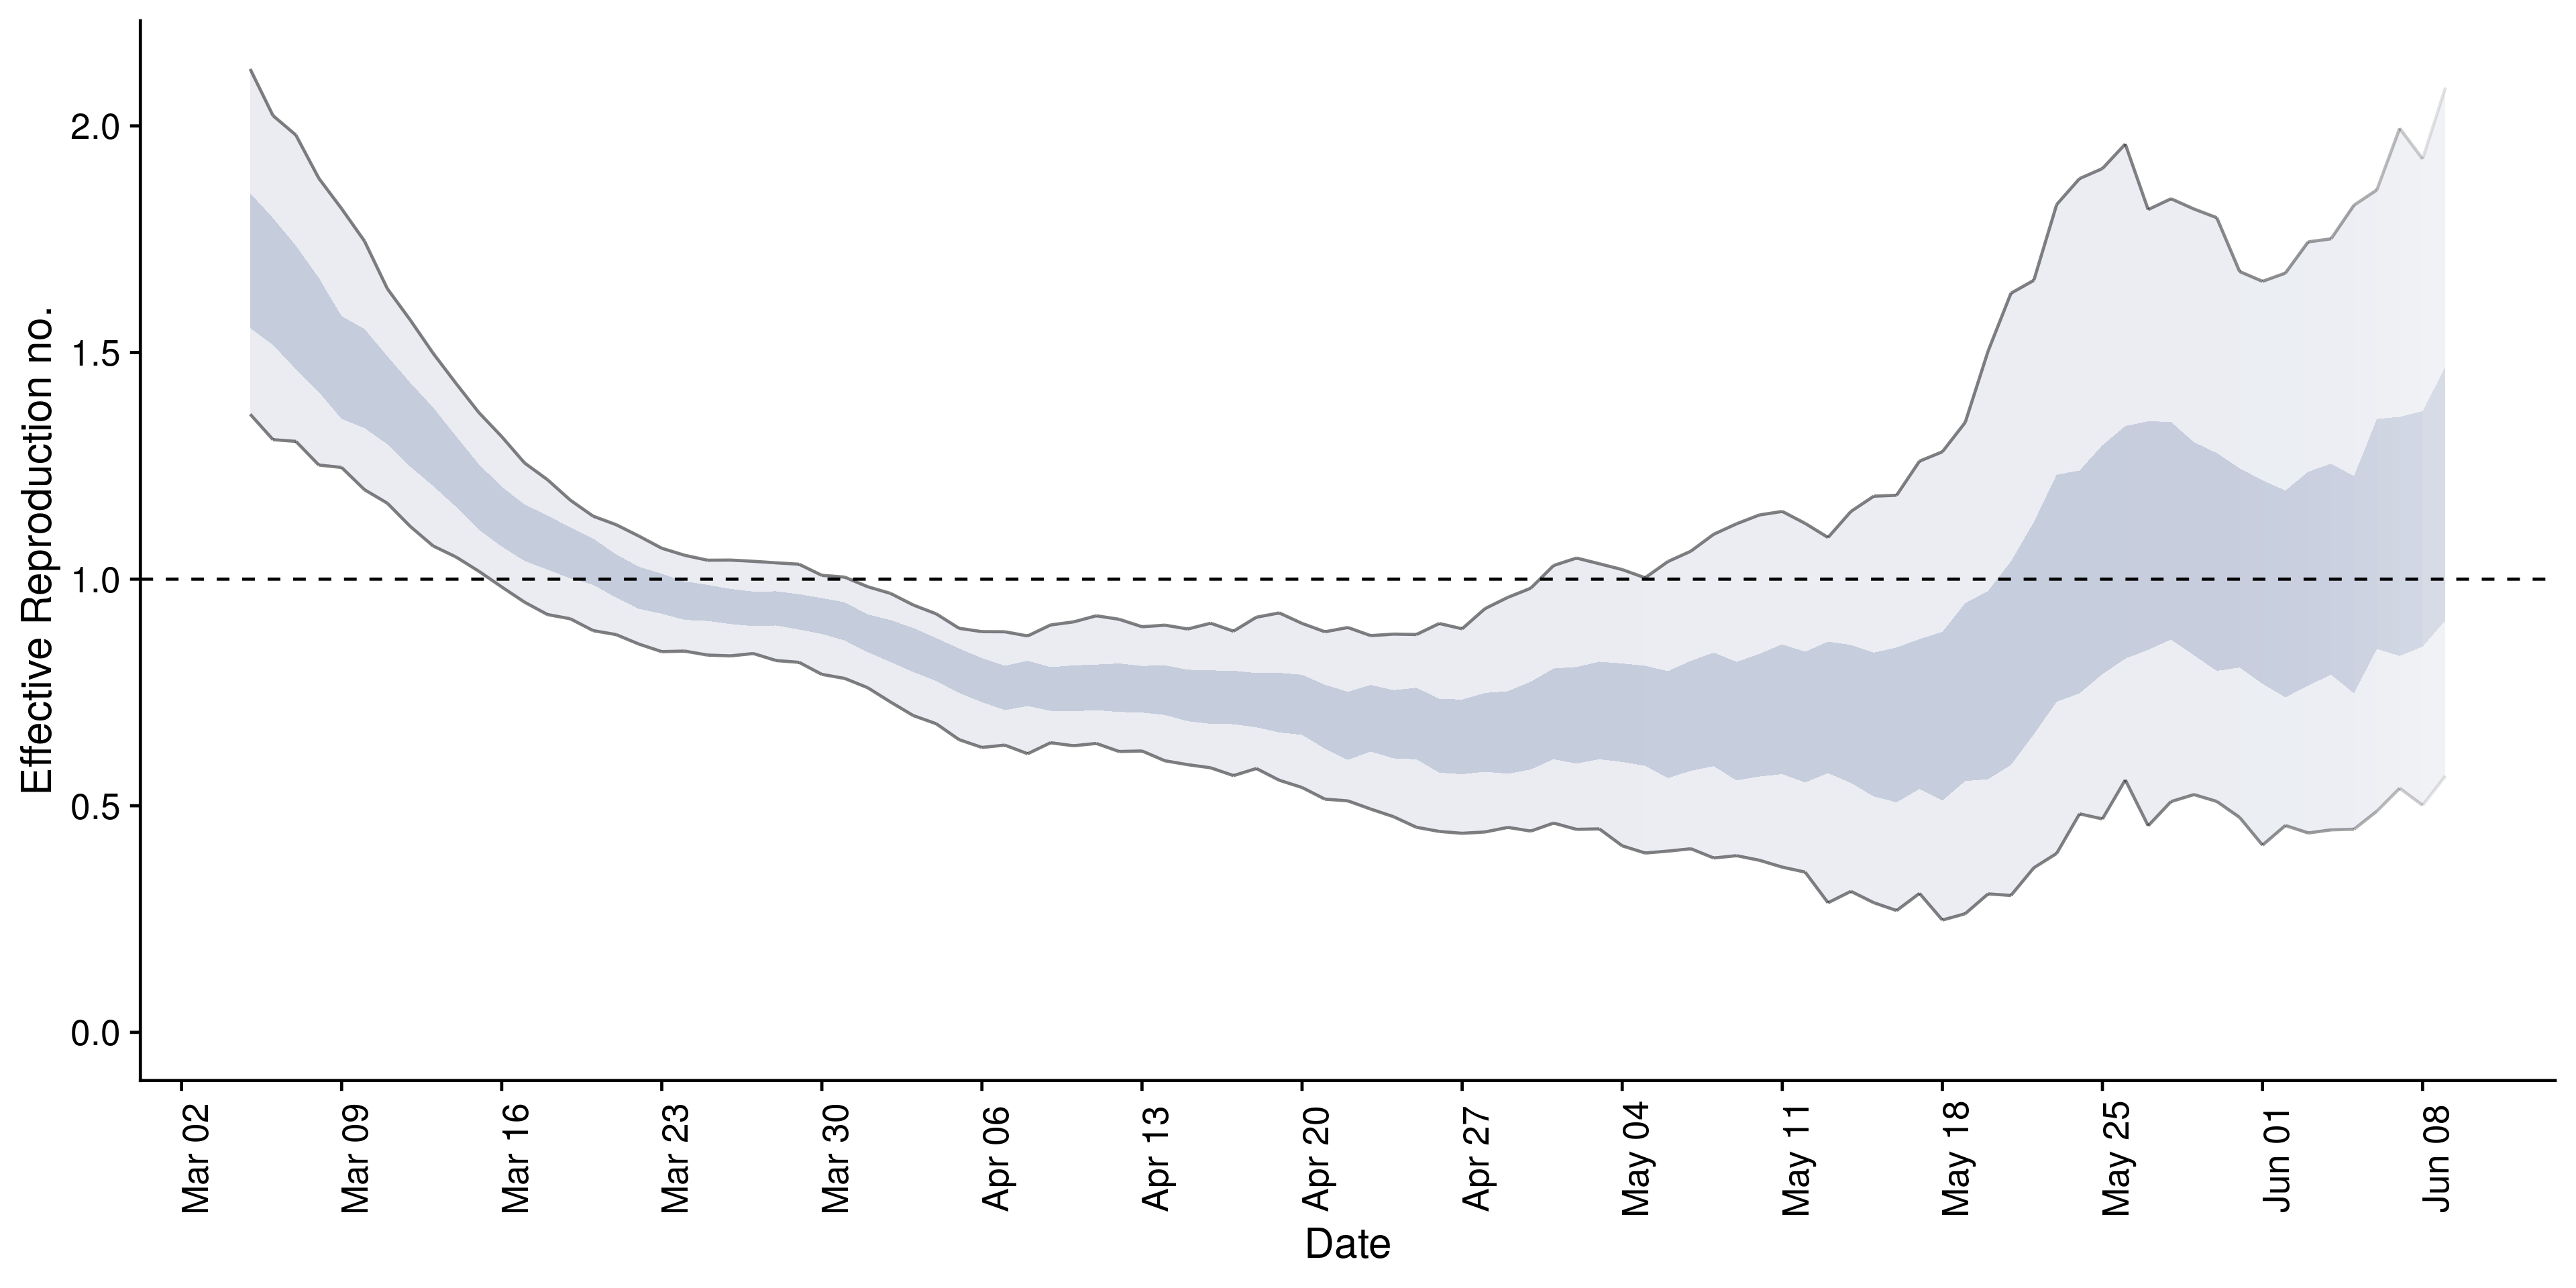 Effective Reproduction no.
2.0
1.5
1.0
0.5
0.0
Mar 02
Mar 09
Mar 16
Mar 23
Mar 30
Apr 06
Apr 13
Apr 20
Apr 27
May 04
May 11
May 18
May 25
Jun 01
Jun 08
Date